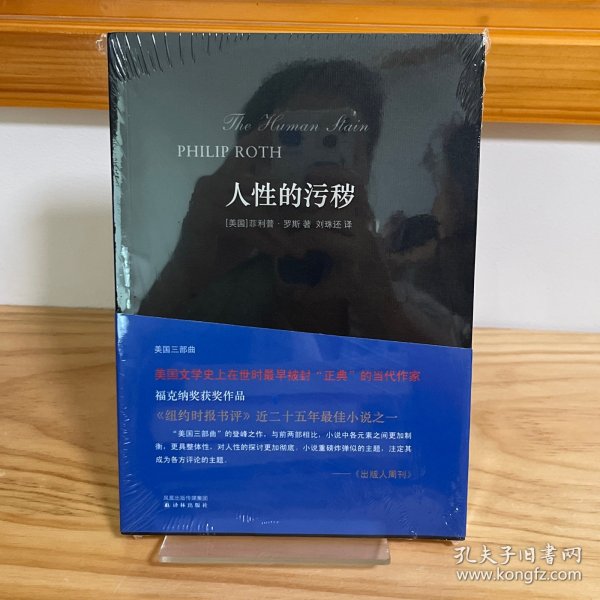 The Human Stain
PHILIP ROTH
人性的污秽
[美国]菲利普·罗斯 著 刘珠还 译
美国三部曲
美国文学史上在世时最早被封“正典”的当代作家
福克纳奖获奖作品
《纽约时报书评》近二十五年最佳小说之一
“美国三部曲”的登峰之作，与前两部相比，小说中各元素之间更加制
衡，更具整体性，对人性的探讨更加彻底。小说重磅炸弹似的主题，注定其
成为各方评论的主题。
——《出版人周刊》
凤凰出版传媒集团
译林出版社
孔夫子旧书网
www.kongfz.com